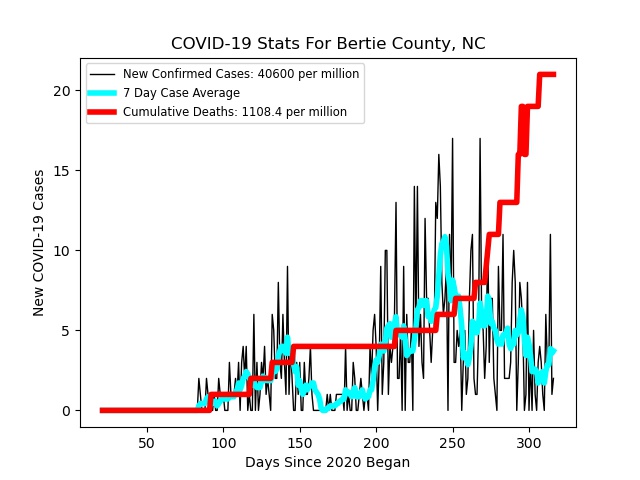 COVID-19 Stats For Bertie County, NC
New Confirmed Cases: 40600 per million
7 Day Case Average
Cumulative Deaths: 1108.4 per million
New COVID-19 Cases
20
15
10
5
0
50 100 150 200 250 300
Days Since 2020 Began